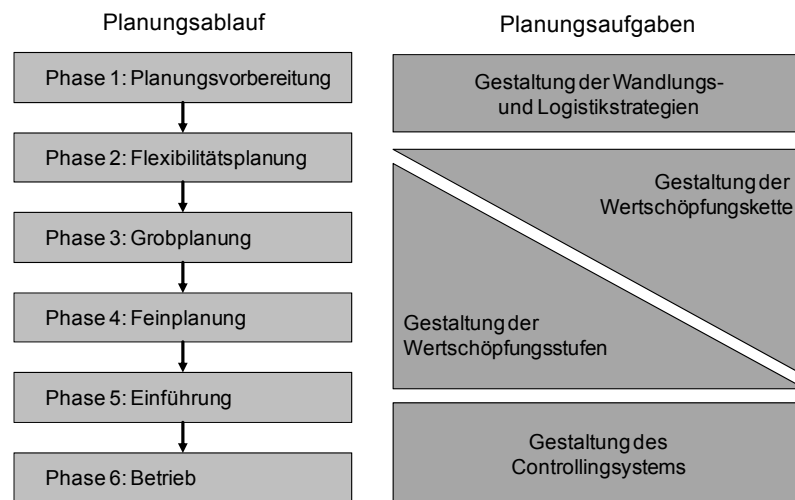 Planungsablauf
Phase 1: Planungsvorbereitung
Phase 2: Flexibilitätsplanung
Phase 3: Grobplanung
Phase 4: Feinplanung
Phase 5: Einführung
Phase 6: Betrieb
Planungsaufgaben
Gestaltung der Wandlungs-
und Logistikstrategien
Gestaltung der
Wertschöpfungskette
Gestaltung der
Wertschöpfungsstufen
Gestaltung des
Controllingsystems